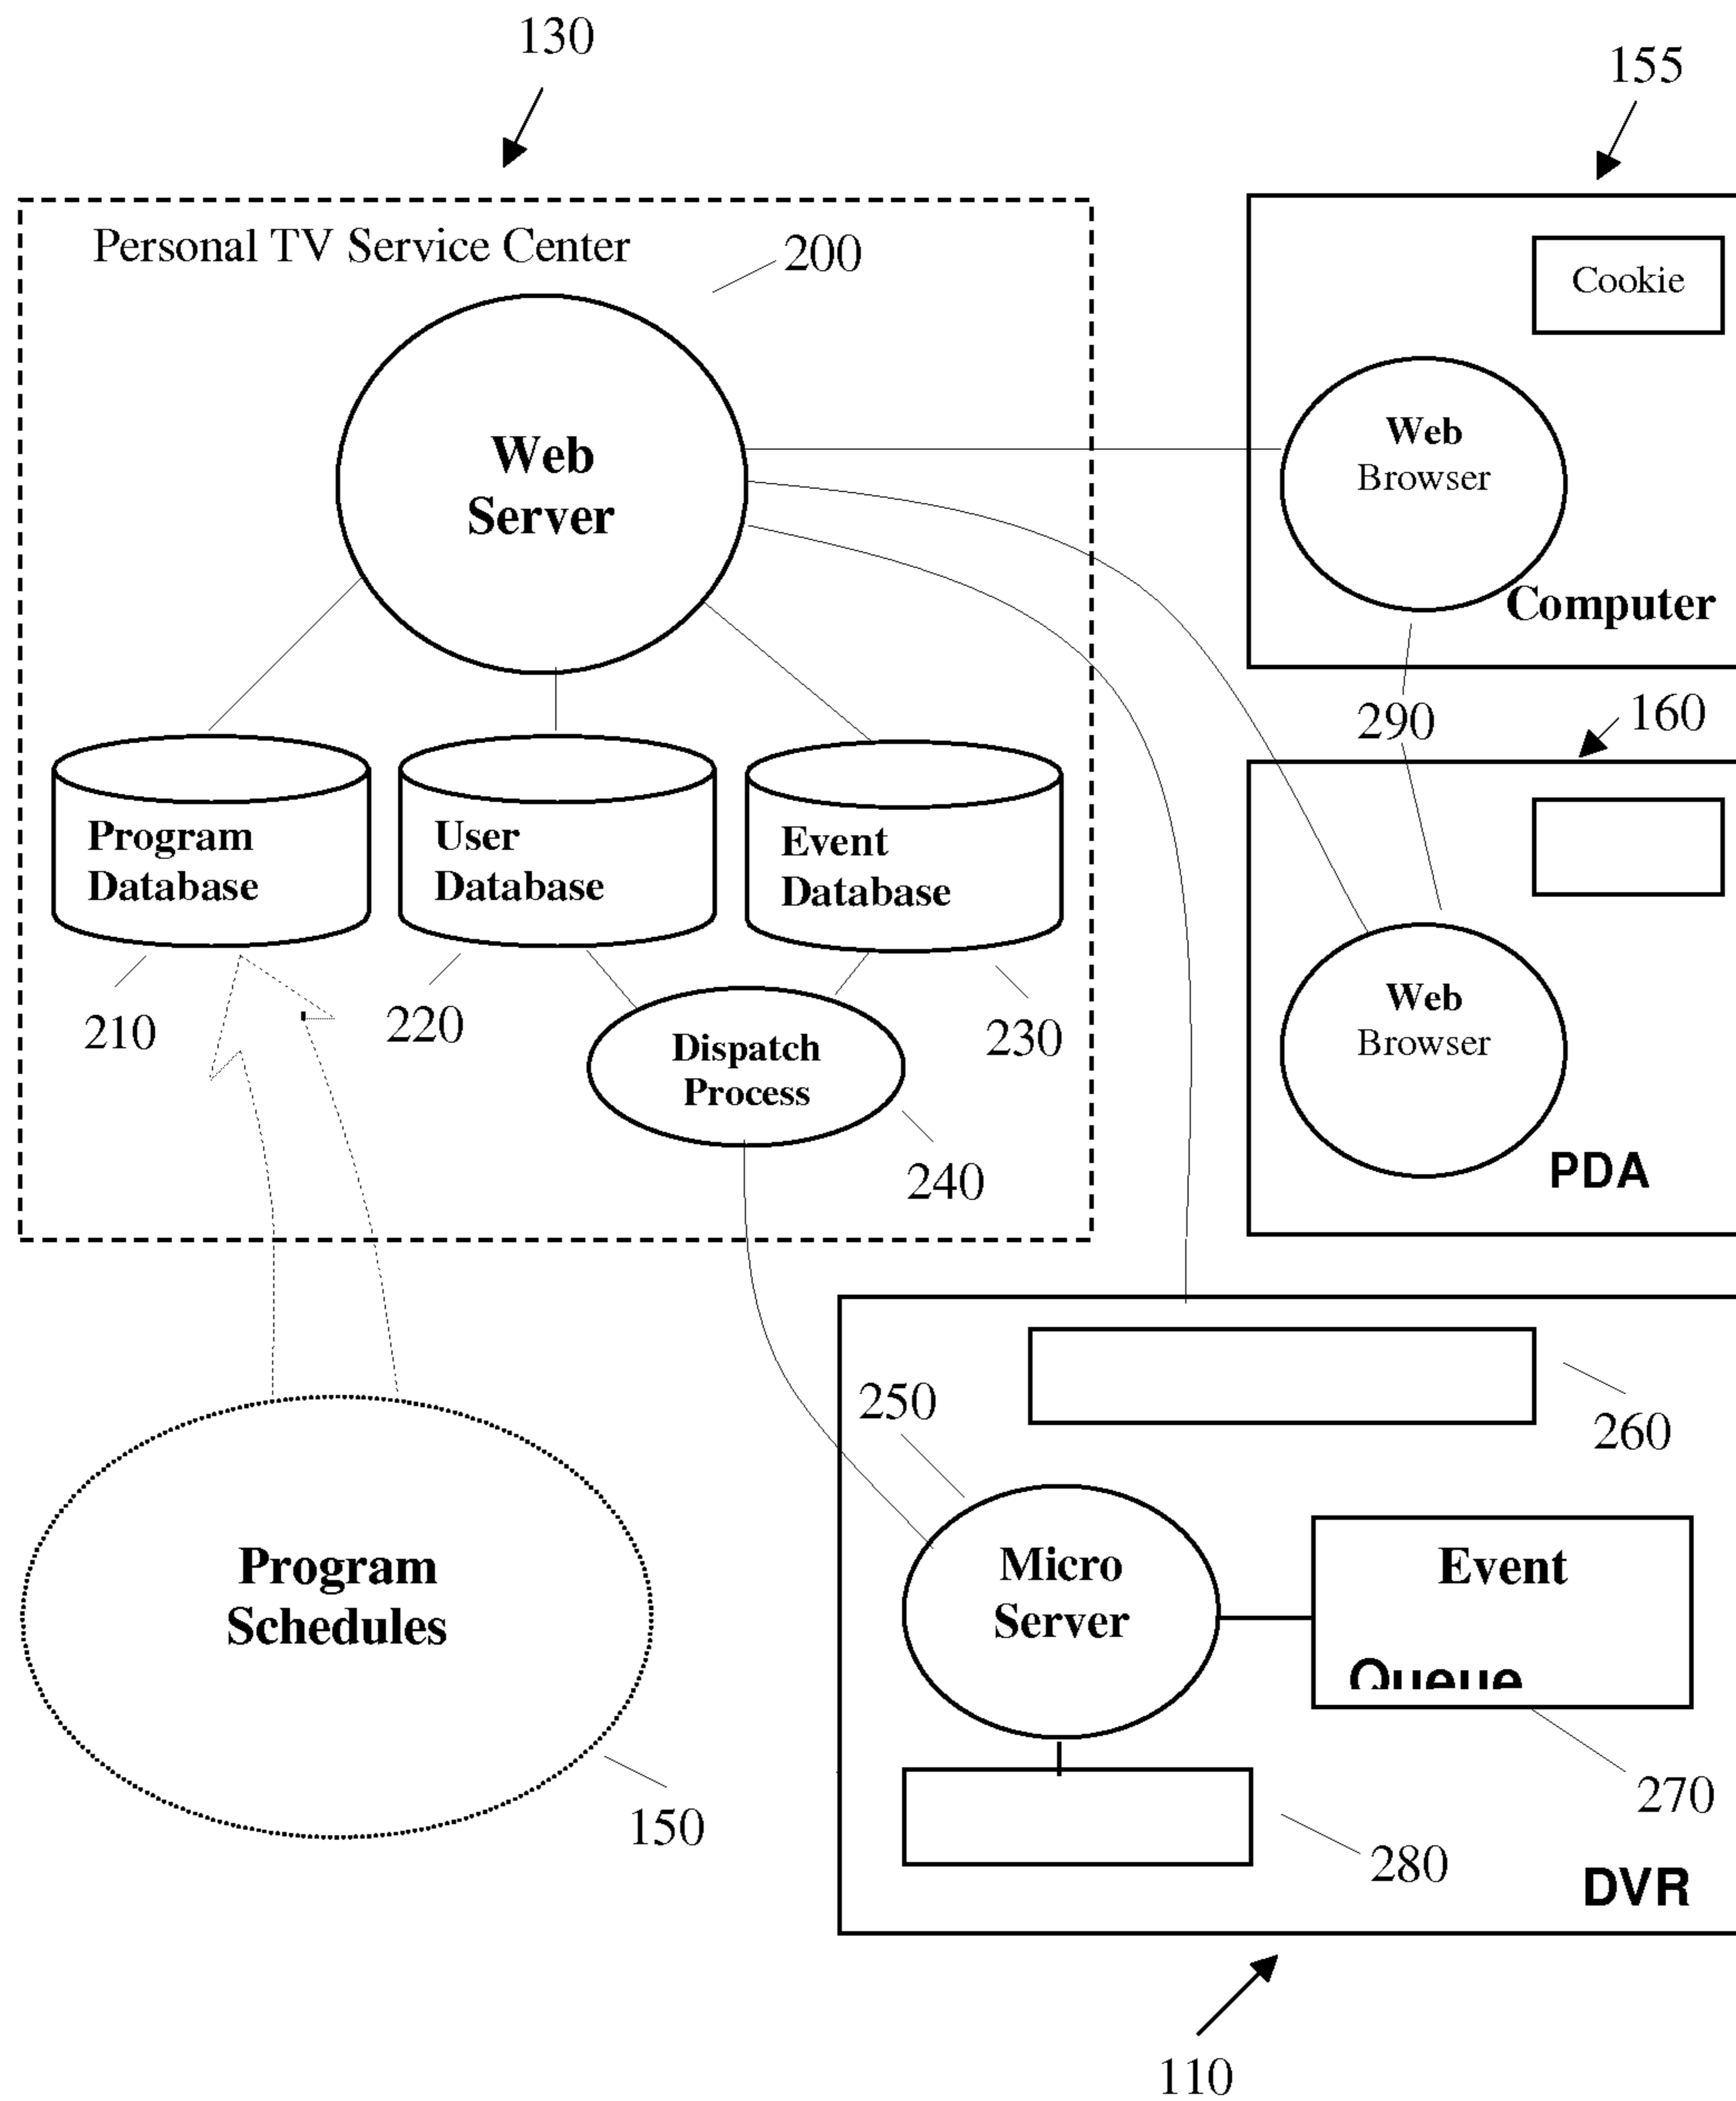 130
155
Personal TV Service Center
200
Cookie
Web
Server
Web
Browser
Computer
290
160
Program
Database
User
Database
Event
Database
210
220
230
Dispatch
Process
240
Web
Browser
PDA
250
260
Program
Schedules
Micro
Server
Event
Queue
150
270
280
DVR
110